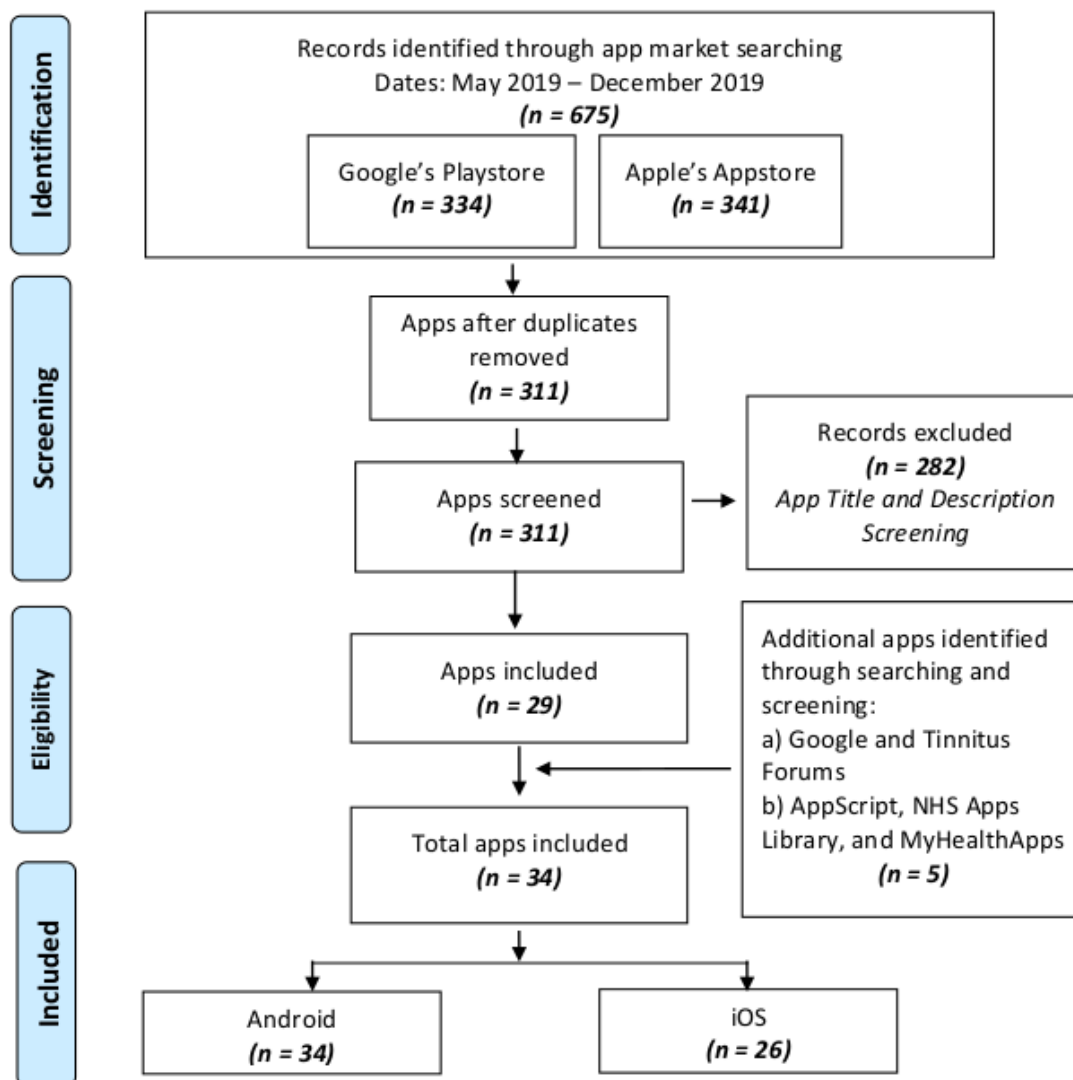 Identification
Records identified through app market searching
Dates: May 2019 – December 2019
(n = 675)
Google's Playstore
(n = 334)
Apple's Appstore
(n = 341)
Screening
Apps after duplicates
removed
(n = 311)
Apps screened
(n = 311)
Records excluded
(n = 282)
App Title and Description
Screening
Eligibility
Apps included
(n = 29)
Additional apps identified
through searching and
screening:
a) Google and Tinnitus
Forums
b) AppScript, NHS Apps
Library, and MyHealthApps
(n = 5)
Total apps included
(n = 34)
Included
Android
(n = 34)
iOS
(n = 26)